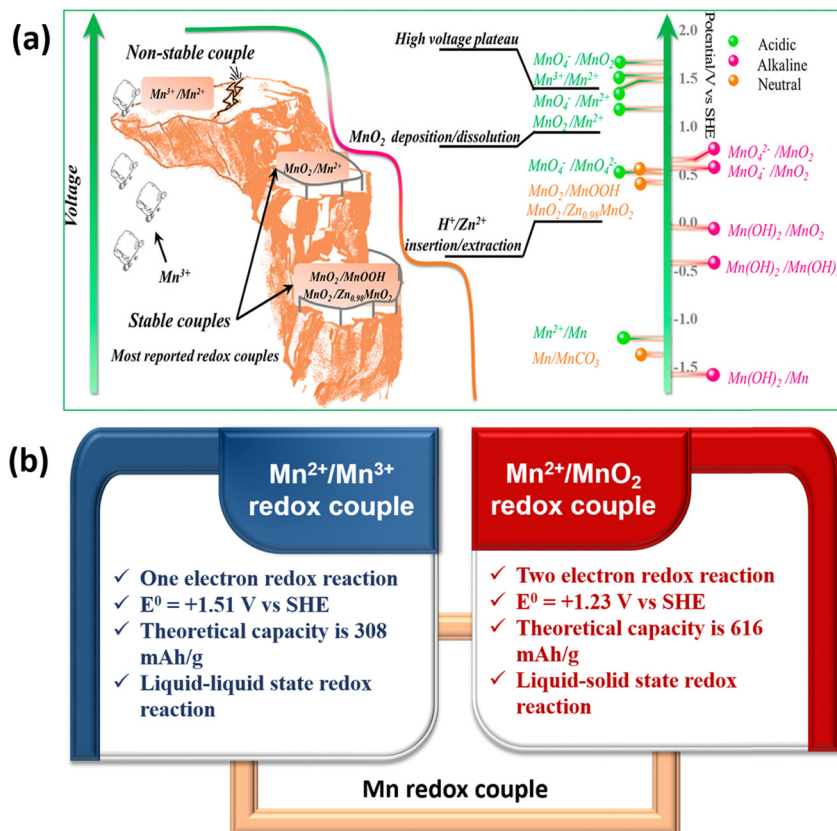 (a)
Non-stable couple
Mn³⁺/Mn²⁺
Voltage
Mn³⁺
MnO₂/Mn²⁺
MnO₂/MnOOH
MnO₂/Zn₀.₉₈MnO₂
Stable couples
Most reported redox couples
High voltage plateau
MnO₂ deposition/dissolution
H⁺/Zn²⁺
insertion/extraction
MnO₄⁻/MnO₂
Mn³⁺/Mn²⁺
MnO₄⁻/Mn²⁺
MnO₂/Mn²⁺
MnO₄⁻/MnO₄²⁻
MnO₂/MnOOH
MnO₂/Zn₀.₉₈MnO₂
Mn²⁺/Mn
Mn/MnCO₃
2.0
1.5
1.0
0.5
0.0
-0.5
-1.0
-1.5
Potential/V vs SHE
Acidic
Alkaline
Neutral
MnO₄²⁻/MnO₂
MnO₄⁻/MnO₂
Mn(OH)₂/MnO₂
Mn(OH)₂/Mn(OH)
Mn(OH)₂/Mn
(b)
Mn²⁺/Mn³⁺
redox couple
✓ One electron redox reaction
✓ E⁰ = +1.51 V vs SHE
✓ Theoretical capacity is 308
mAh/g
✓ Liquid-liquid state redox
reaction
Mn²⁺/MnO₂
redox couple
✓ Two electron redox reaction
✓ E⁰ = +1.23 V vs SHE
✓ Theoretical capacity is 616
mAh/g
✓ Liquid-solid state redox
reaction
Mn redox couple